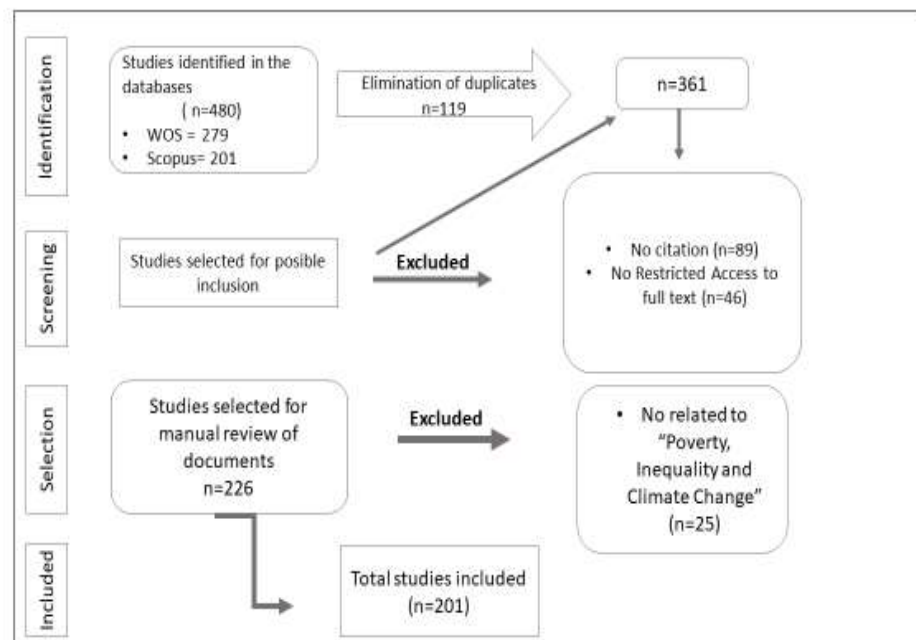 Identification
Studies identified in the
databases
( n=480)
• WOS = 279
• Scopus= 201
Elimination of duplicates
n=119
n=361
Screening
Studies selected for posible
inclusion
Excluded
• No citation (n=89)
• No Restricted Access to
full text (n=46)
Selection
Studies selected for
manual review of
documents
n=226
Excluded
• No related to
“Poverty,
Inequality and
Climate Change”
(n=25)
Included
Total studies included
(n=201)